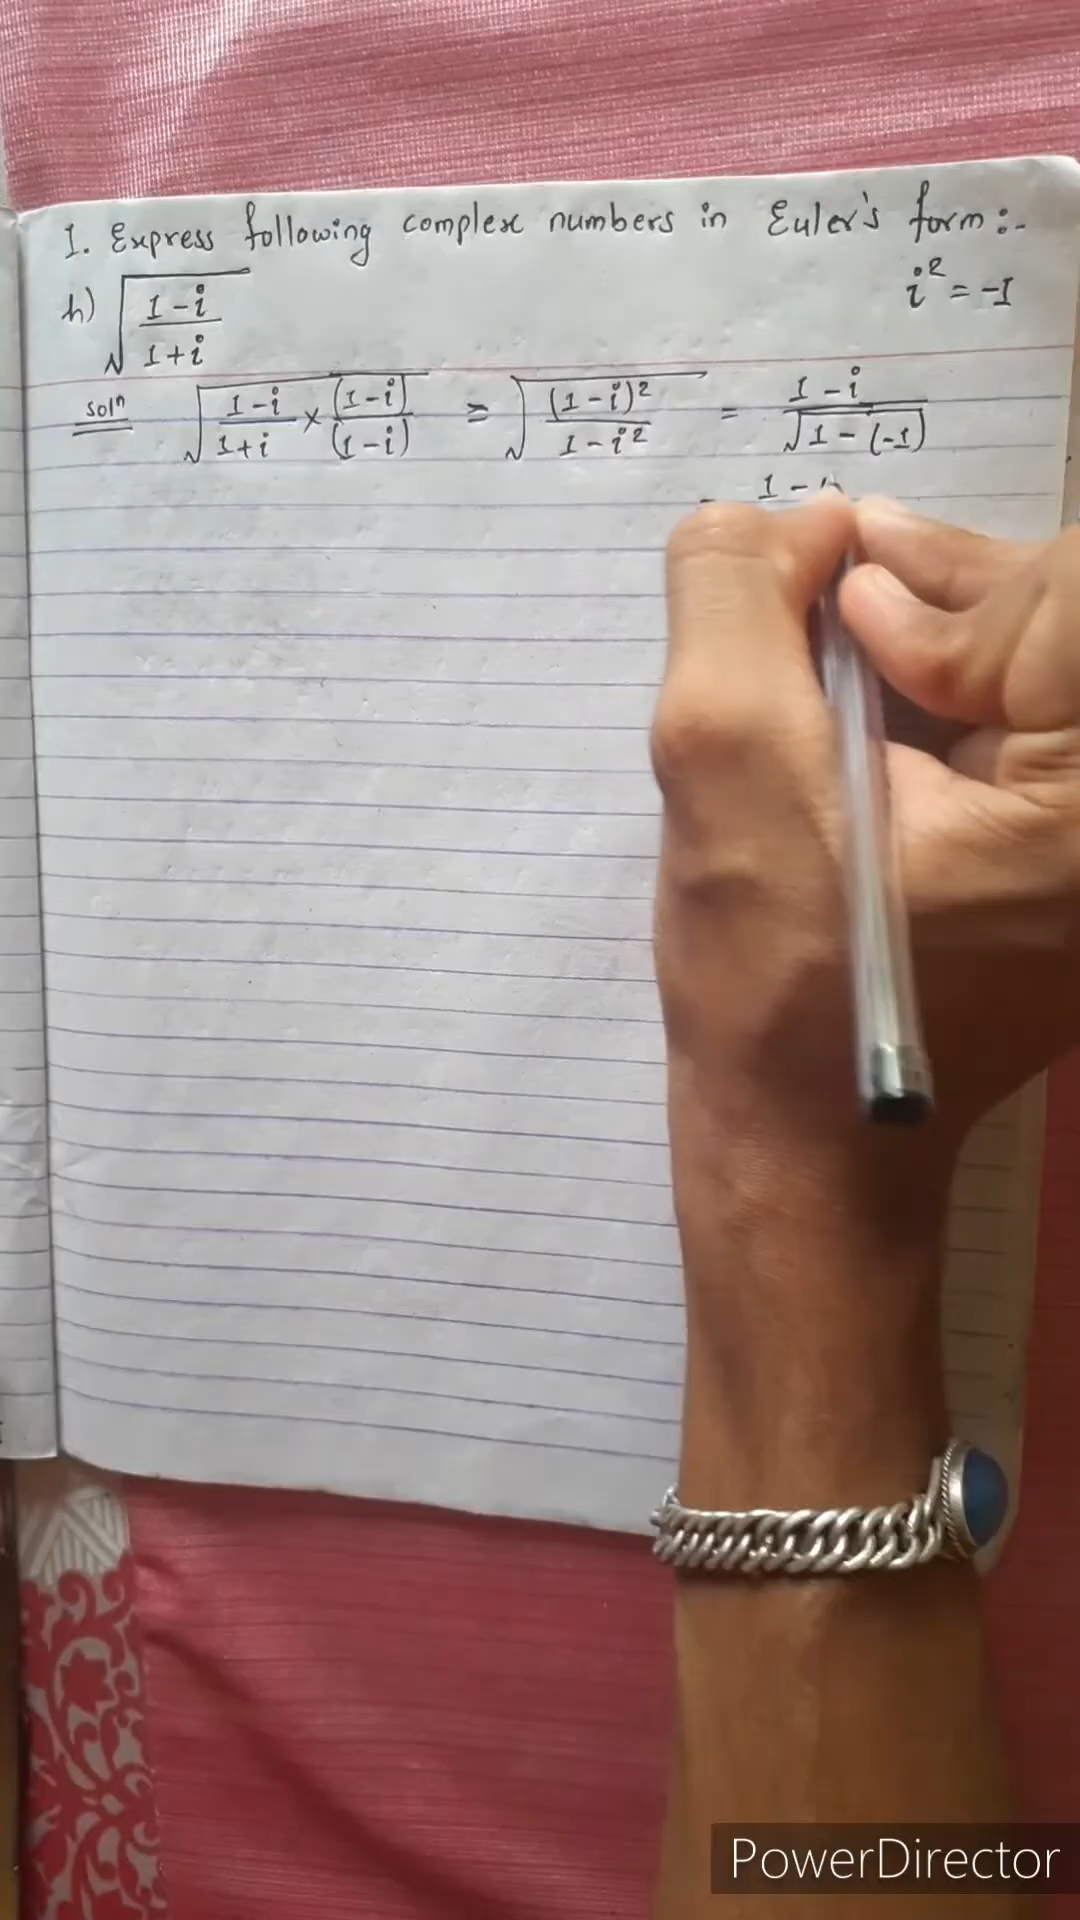 1. Express following complex numbers in Euler's form :-
h) √((1-i)/(1+i)) i² = -1
solⁿ √((1-i)/(1+i) × (1-i)/(1-i)) = √((1-i)²/(1-i²)) = (1-i)/√(1-(-1))
= 1 -
PowerDirector